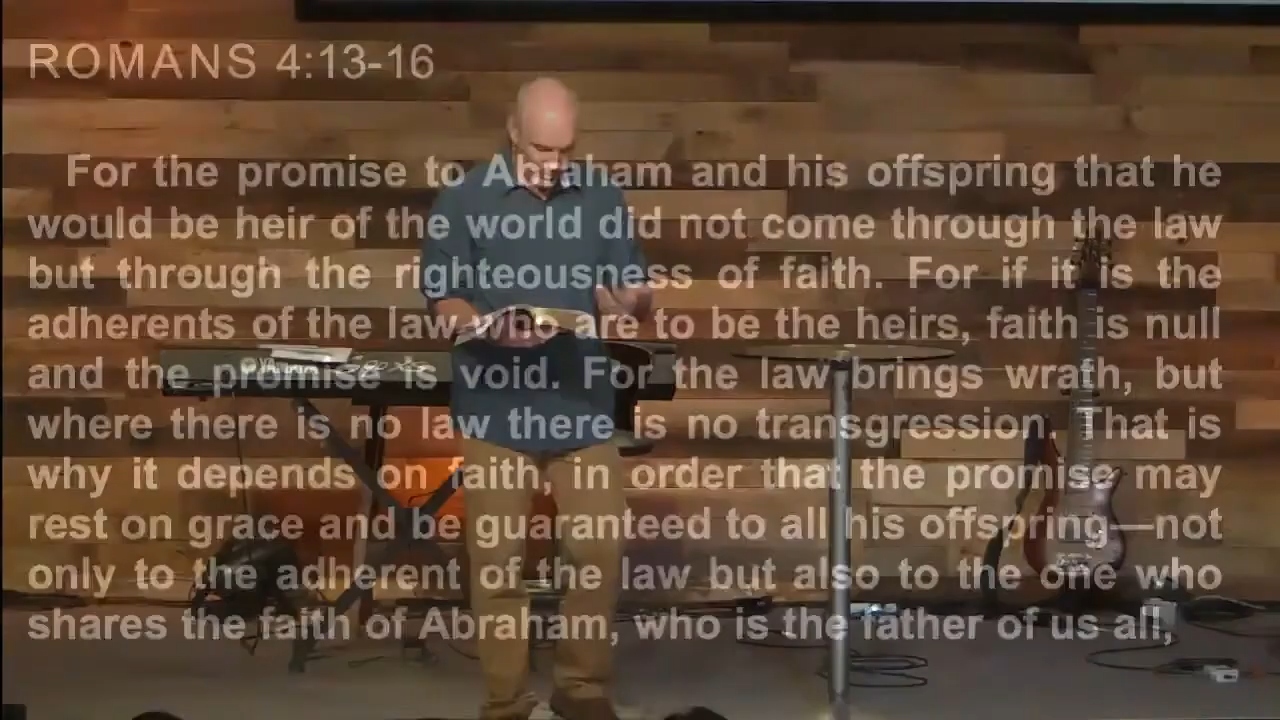 ROMANS 4:13-16
For the promise to Abraham and his offspring that he
would be heir of the world did not come through the law
but through the righteousness of faith. For if it is the
adherents of the law who are to be the heirs, faith is null
and the promise is void. For the law brings wrath, but
where there is no law there is no transgression. That is
why it depends on faith, in order that the promise may
rest on grace and be guaranteed to all his offspring—not
only to the adherent of the law but also to the one who
shares the faith of Abraham, who is the father of us all,